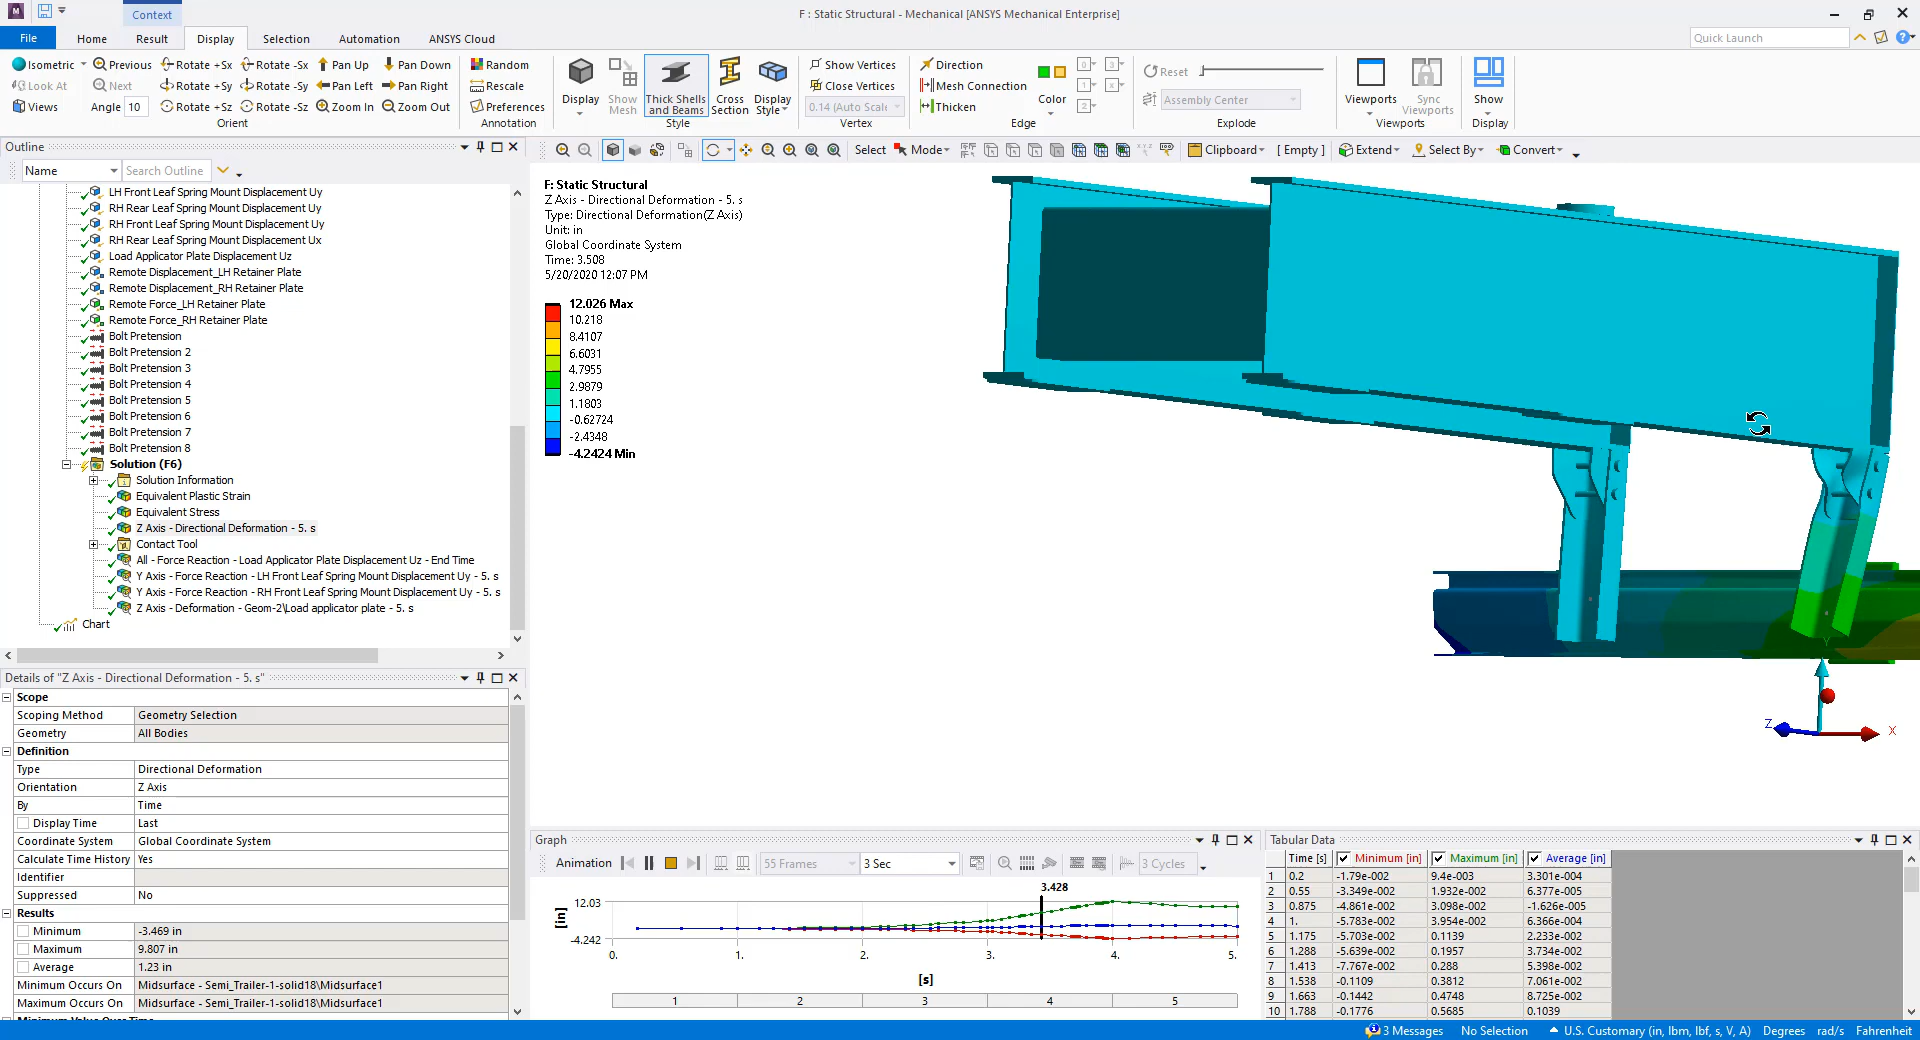 Context
F : Static Structural - Mechanical [ANSYS Mechanical Enterprise]
File
Home
Result
Display
Selection
Automation
ANSYS Cloud
Quick Launch
Isometric
Previous
Rotate +Sx
Rotate -Sx
Pan Up
Pan Down
Look At
Next
Rotate +Sy
Rotate -Sy
Pan Left
Pan Right
Views
Angle 10
Rotate +Sz
Rotate -Sz
Zoom In
Zoom Out
Orient
Random
Rescale
Preferences
Annotation
Display
Show Mesh
Thick Shells and Beams
Cross Section
Display Style
Style
Show Vertices
Close Vertices
0.14 (Auto Scale
Vertex
Direction
Mesh Connection
Thicken
Color
Edge
Reset
Assembly Center
Explode
Viewports
Sync Viewports
Viewports
Show
Display
Outline
Name
Search Outline
Select
Mode
Clipboard
[ Empty ]
Extend
Select By
Convert
LH Front Leaf Spring Mount Displacement Uy
RH Rear Leaf Spring Mount Displacement Uy
RH Front Leaf Spring Mount Displacement Uy
RH Rear Leaf Spring Mount Displacement Ux
Load Applicator Plate Displacement Uz
Remote Displacement_LH Retainer Plate
Remote Displacement_RH Retainer Plate
Remote Force_LH Retainer Plate
Remote Force_RH Retainer Plate
Bolt Pretension
Bolt Pretension 2
Bolt Pretension 3
Bolt Pretension 4
Bolt Pretension 5
Bolt Pretension 6
Bolt Pretension 7
Bolt Pretension 8
Solution (F6)
Solution Information
Equivalent Plastic Strain
Equivalent Stress
Z Axis - Directional Deformation - 5. s
Contact Tool
All - Force Reaction - Load Applicator Plate Displacement Uz - End Time
Y Axis - Force Reaction - LH Front Leaf Spring Mount Displacement Uy - 5. s
Y Axis - Force Reaction - RH Front Leaf Spring Mount Displacement Uy - 5. s
Z Axis - Deformation - Geom-2\Load applicator plate - 5. s
Chart
F: Static Structural
Z Axis - Directional Deformation - 5. s
Type: Directional Deformation(Z Axis)
Unit: in
Global Coordinate System
Time: 3.508
5/20/2020 12:07 PM
12.026 Max
10.218
8.4107
6.6031
4.7955
2.9879
1.1803
-0.62724
-2.4348
-4.2424 Min
Z
X
Details of "Z Axis - Directional Deformation - 5. s"
Scope
Scoping Method Geometry Selection
Geometry All Bodies
Definition
Type Directional Deformation
Orientation Z Axis
By Time
Display Time Last
Coordinate System Global Coordinate System
Calculate Time History Yes
Identifier
Suppressed No
Results
Minimum -3.469 in
Maximum 9.807 in
Average 1.23 in
Minimum Occurs On Midsurface - Semi_Trailer-1-solid18\Midsurface1
Maximum Occurs On Midsurface - Semi_Trailer-1-solid18\Midsurface1
Minimum Value Over Time
Graph
Animation
55 Frames
3 Sec
3 Cycles
3.428
12.03
-4.242
[in]
0. 1. 2. 3. 4. 5.
[s]
1 2 3 4 5
Tabular Data
Time [s] Minimum [in] Maximum [in] Average [in]
1 0.2 -1.79e-002 9.4e-003 3.301e-004
2 0.55 -3.349e-002 1.932e-002 6.377e-005
3 0.875 -4.861e-002 3.098e-002 -1.626e-005
4 1. -5.783e-002 3.954e-002 6.366e-004
5 1.175 -5.703e-002 0.1139 2.233e-002
6 1.288 -5.639e-002 0.1957 3.734e-002
7 1.413 -7.767e-002 0.288 5.398e-002
8 1.538 -0.1109 0.3812 7.061e-002
9 1.663 -0.1442 0.4748 8.725e-002
10 1.788 -0.1776 0.5685 0.1039
3 Messages
No Selection
U.S. Customary (in, lbm, lbf, s, V, A)
Degrees
rad/s
Fahrenheit